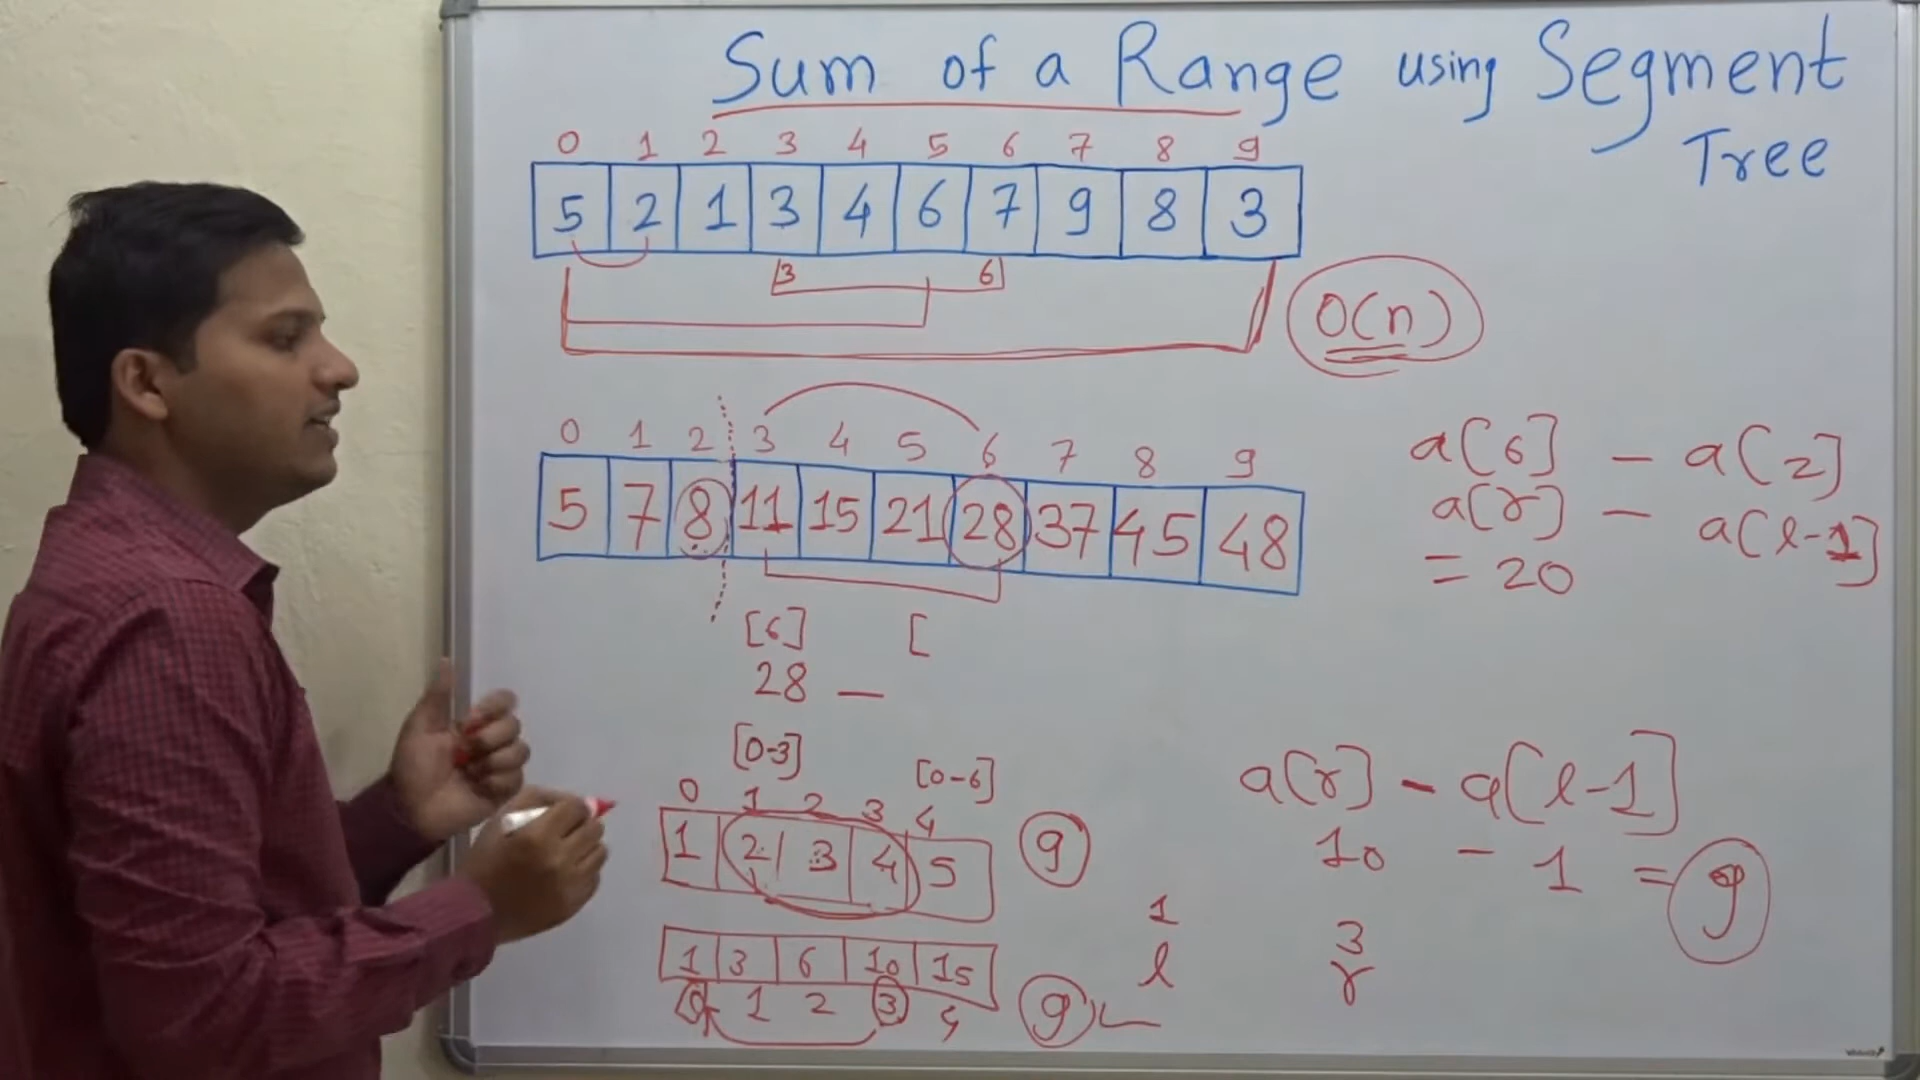 Sum of a Range using Segment
Tree
0 1 2 3 4 5 6 7 8 9
5 2 1 3 4 6 7 9 8 3
3 6
O(n)
0 1 2 3 4 5 6 7 8 9
5 7 8 11 15 21 28 37 45 48
a[6] - a[2]
a[r] - a[l-1]
= 20
[6] [
28 -
[0-3] [0-6]
0 1 2 3 4
1 2 3 4 5 9
1 3 6 10 15
0 1 2 3 4 9
a[r] - a[l-1]
10 - 1 = 9
1 3
l r